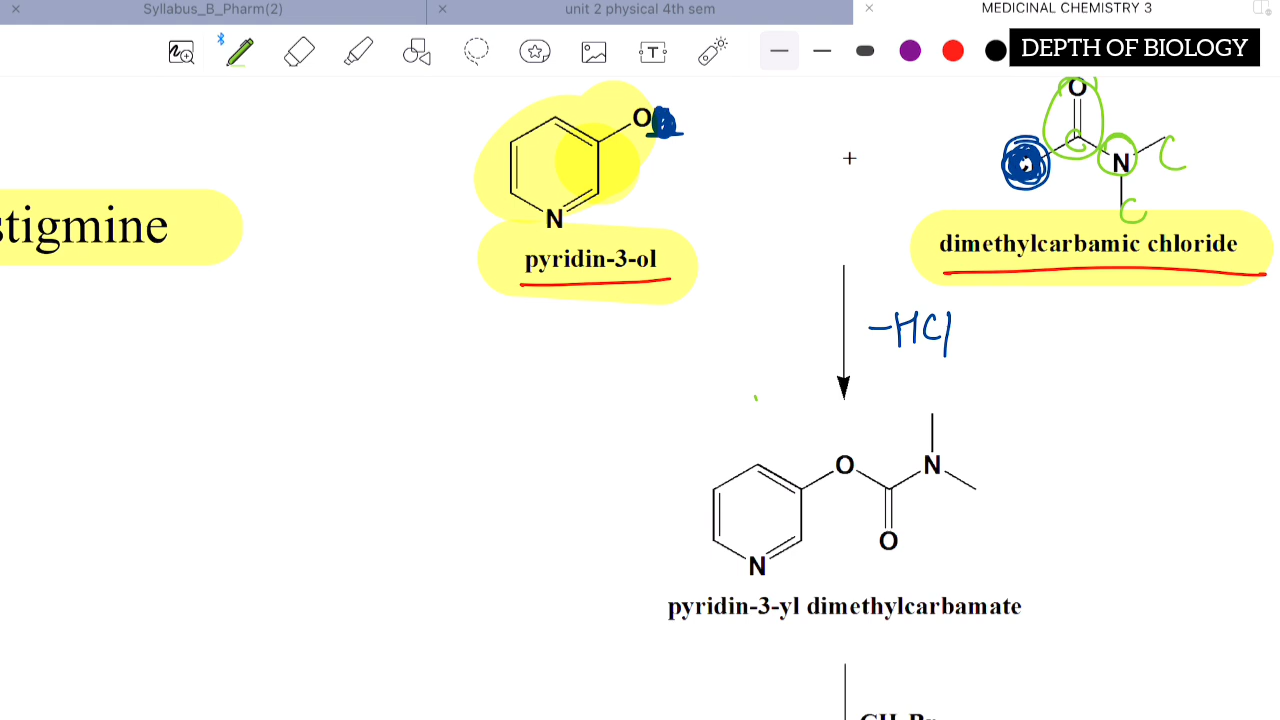 Syllabus_B_Pharm(2)
unit 2 physical 4th sem
MEDICINAL CHEMISTRY 3
T
DEPTH OF BIOLOGY
O
O
C
N
C
C
N
stigmine
pyridin-3-ol
+
dimethylcarbamic chloride
-HCl
O
N
O
N
pyridin-3-yl dimethylcarbamate